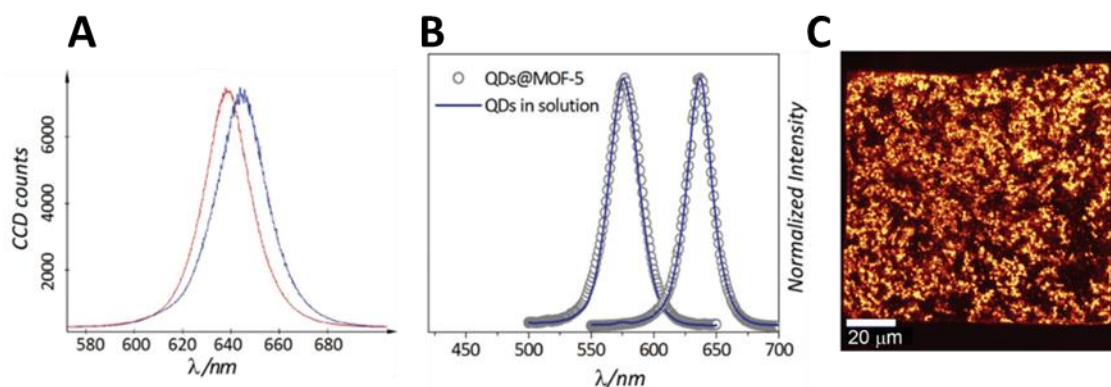 A
CCD counts
6000
4000
2000
580 600 620 640 660 680
λ/nm
B
QDs@MOF-5
QDs in solution
Normalized Intensity
450 500 550 600 650 700
λ/nm
C
20 μm